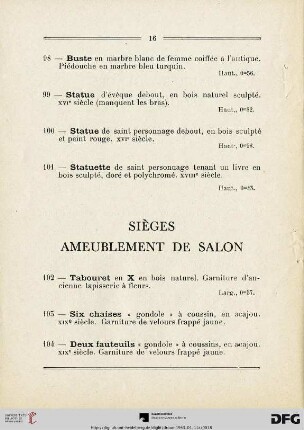 16
98 — Buste en marbre blanc de femme coiffée à l'antique.
Piédouche en marbre bleu turquin.
Haut., 0m56.
99 — Statue d'évêque debout, en bois naturel sculpté.
XVIe siècle (manquent les bras).
Haut., 0m82.
100 — Statue de saint personnage debout, en bois sculpté
et peint rouge. XVIe siècle.
Haut.,
101 — Statuette de saint personnage tenant un livre en
bois sculpté, doré et polychromé. XVIIIe siècle.
Haut.,
SIÈGES
AMEUBLEMENT DE SALON
102 — Tabouret en X en bois naturel. Garniture d'an-
cienne tapisserie à fleurs.
Larg., 0m57.
103 — Six chaises « gondole » à coussin, en acajou.
XIXe siècle. Garniture de velours frappé jaune.
104 — Deux fauteuils « gondole » à coussins, en acajou.
XIXe siècle. Garniture de velours frappé jaune.
DFG